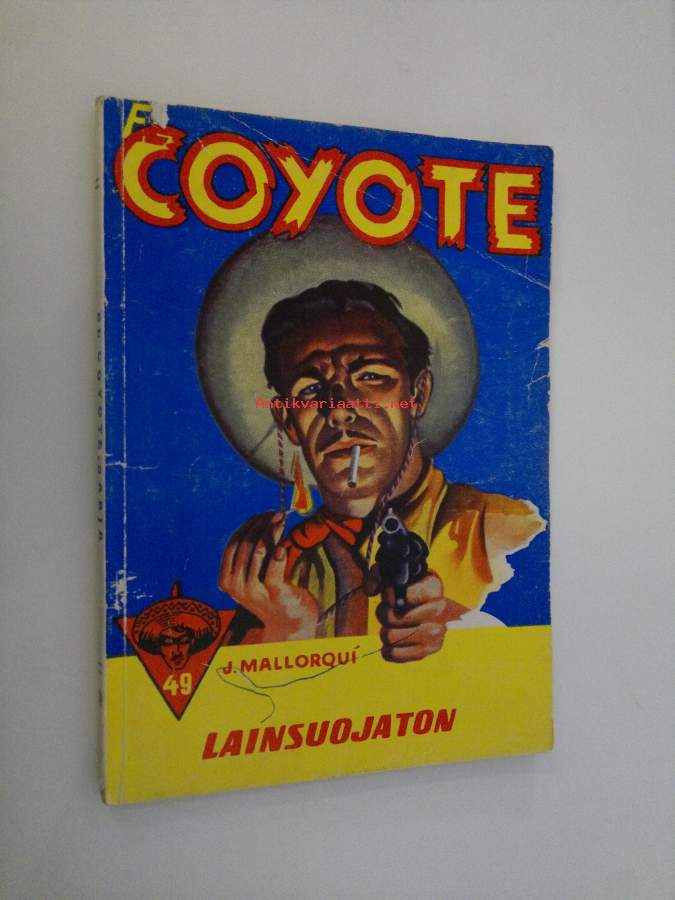 COYOTE
Antikvariaatti.net
49
J. MALLORQUÍ
LAINSUOJATON